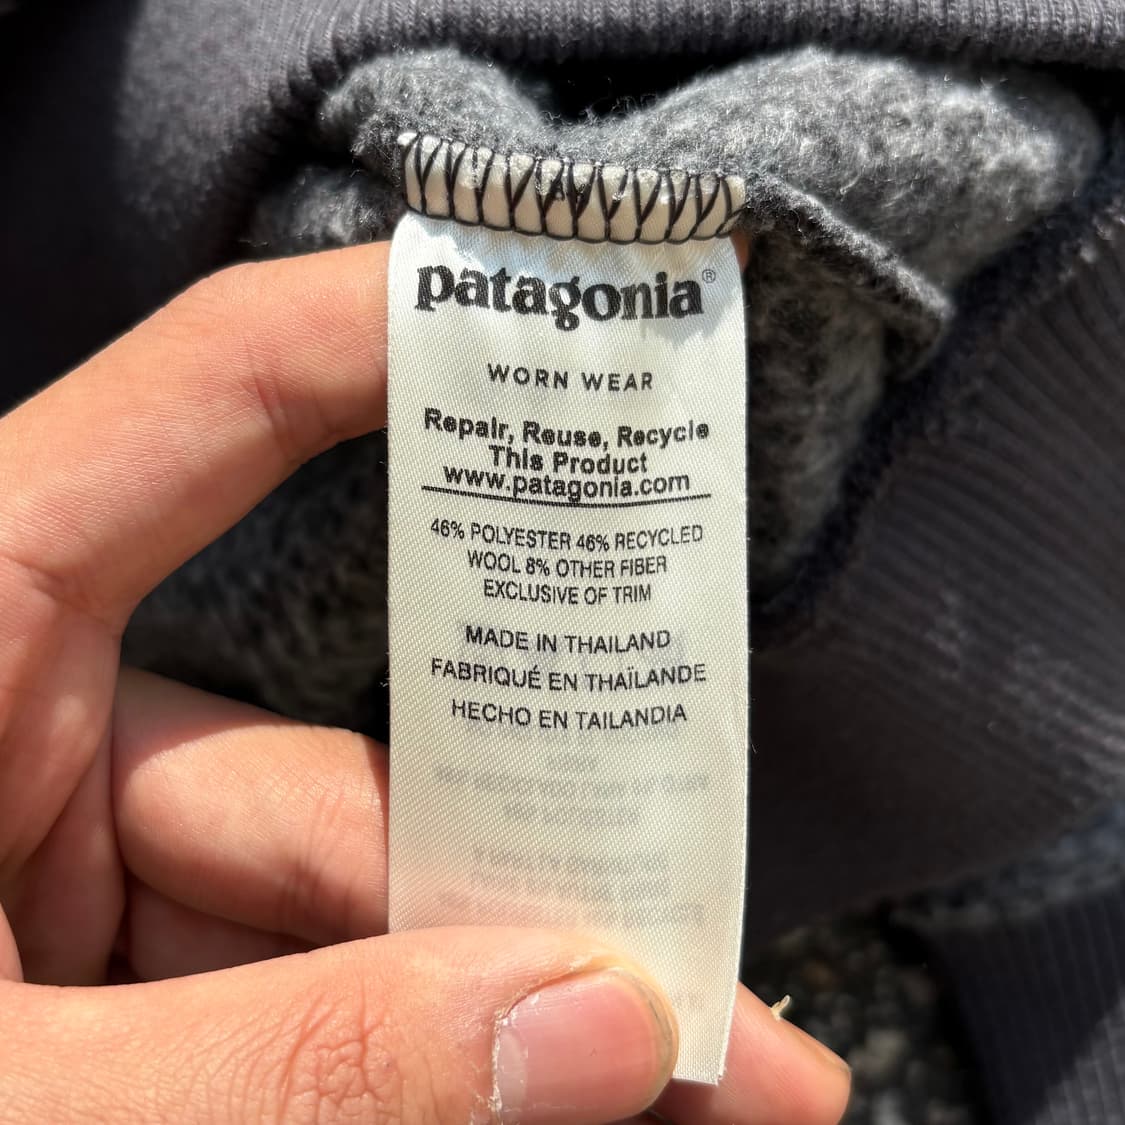 patagonia®
WORN WEAR
Repair, Reuse, Recycle
This Product
www.patagonia.com
46% POLYESTER 46% RECYCLED
WOOL 8% OTHER FIBER
EXCLUSIVE OF TRIM
MADE IN THAILAND
FABRIQUÉ EN THAÏLANDE
HECHO EN TAILANDIA